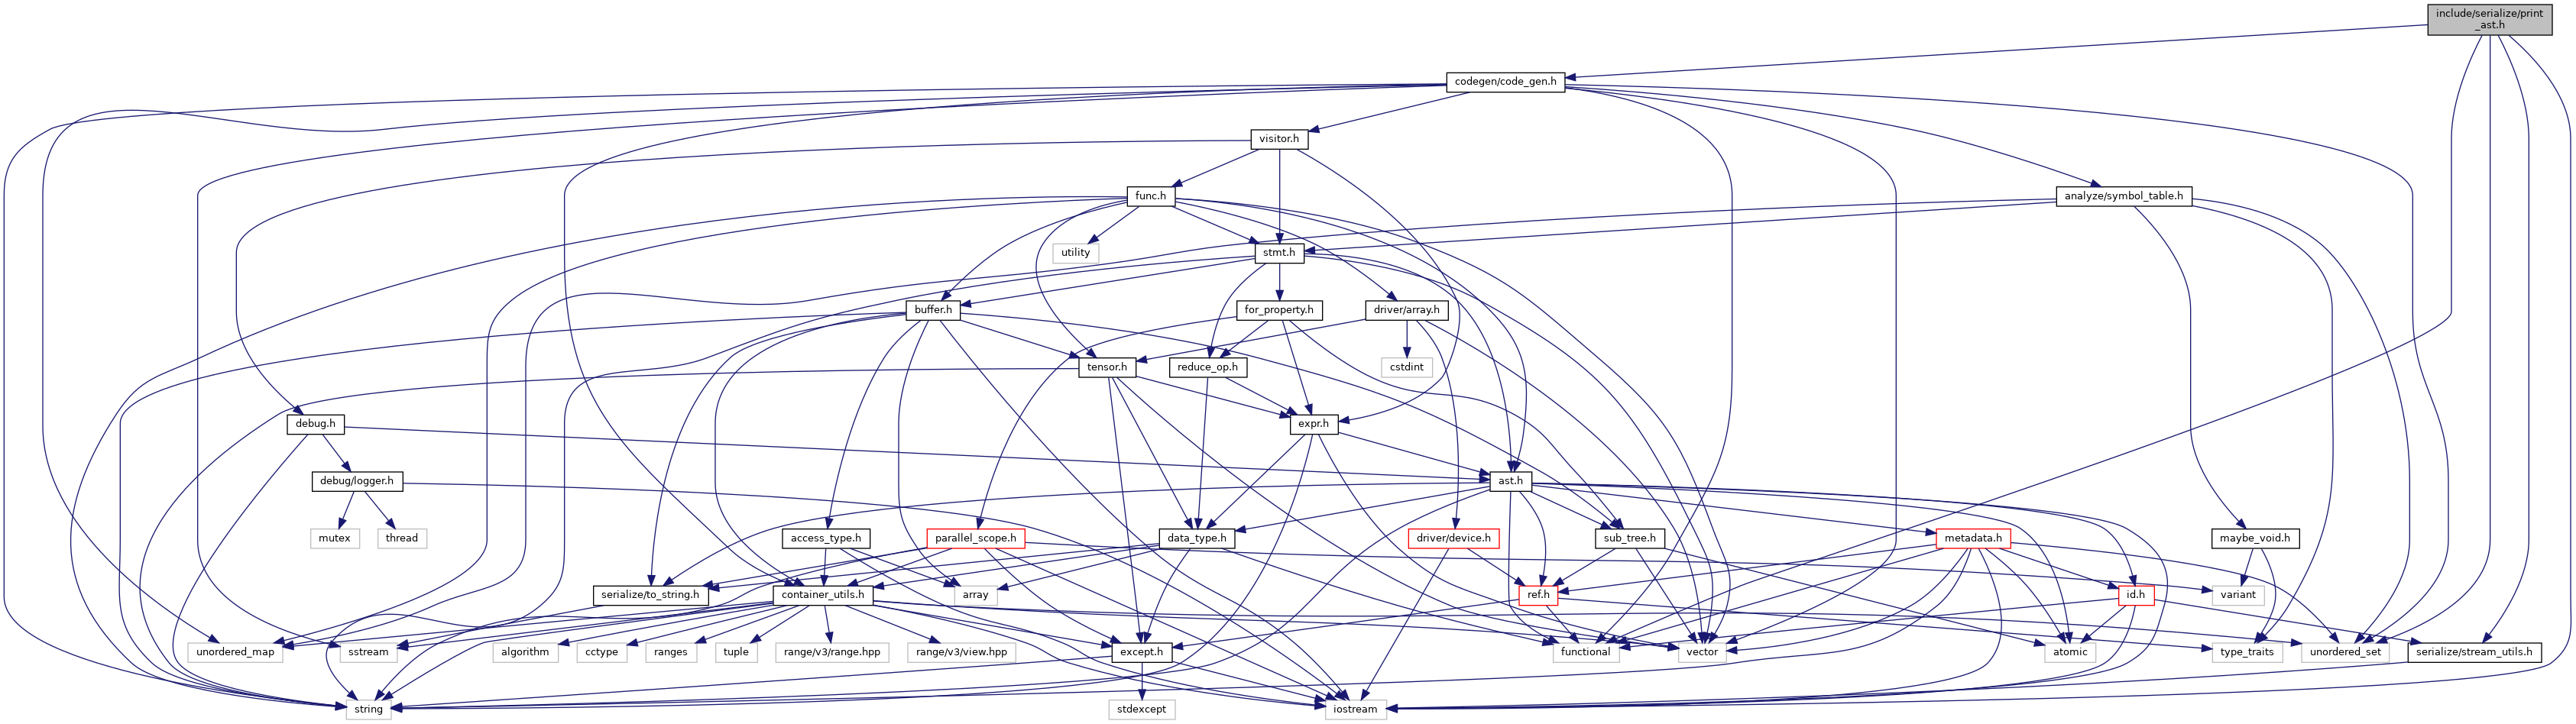 include/serialize/print
_ast.h
codegen/code_gen.h
visitor.h
func.h
analyze/symbol_table.h
utility
stmt.h
buffer.h
for_property.h
driver/array.h
tensor.h
reduce_op.h
cstdint
debug.h
expr.h
debug/logger.h
ast.h
mutex
thread
access_type.h
parallel_scope.h
data_type.h
driver/device.h
sub_tree.h
metadata.h
maybe_void.h
serialize/to_string.h
container_utils.h
array
ref.h
id.h
variant
unordered_map
sstream
algorithm
cctype
ranges
tuple
range/v3/range.hpp
range/v3/view.hpp
except.h
functional
vector
atomic
type_traits
unordered_set
serialize/stream_utils.h
string
stdexcept
iostream